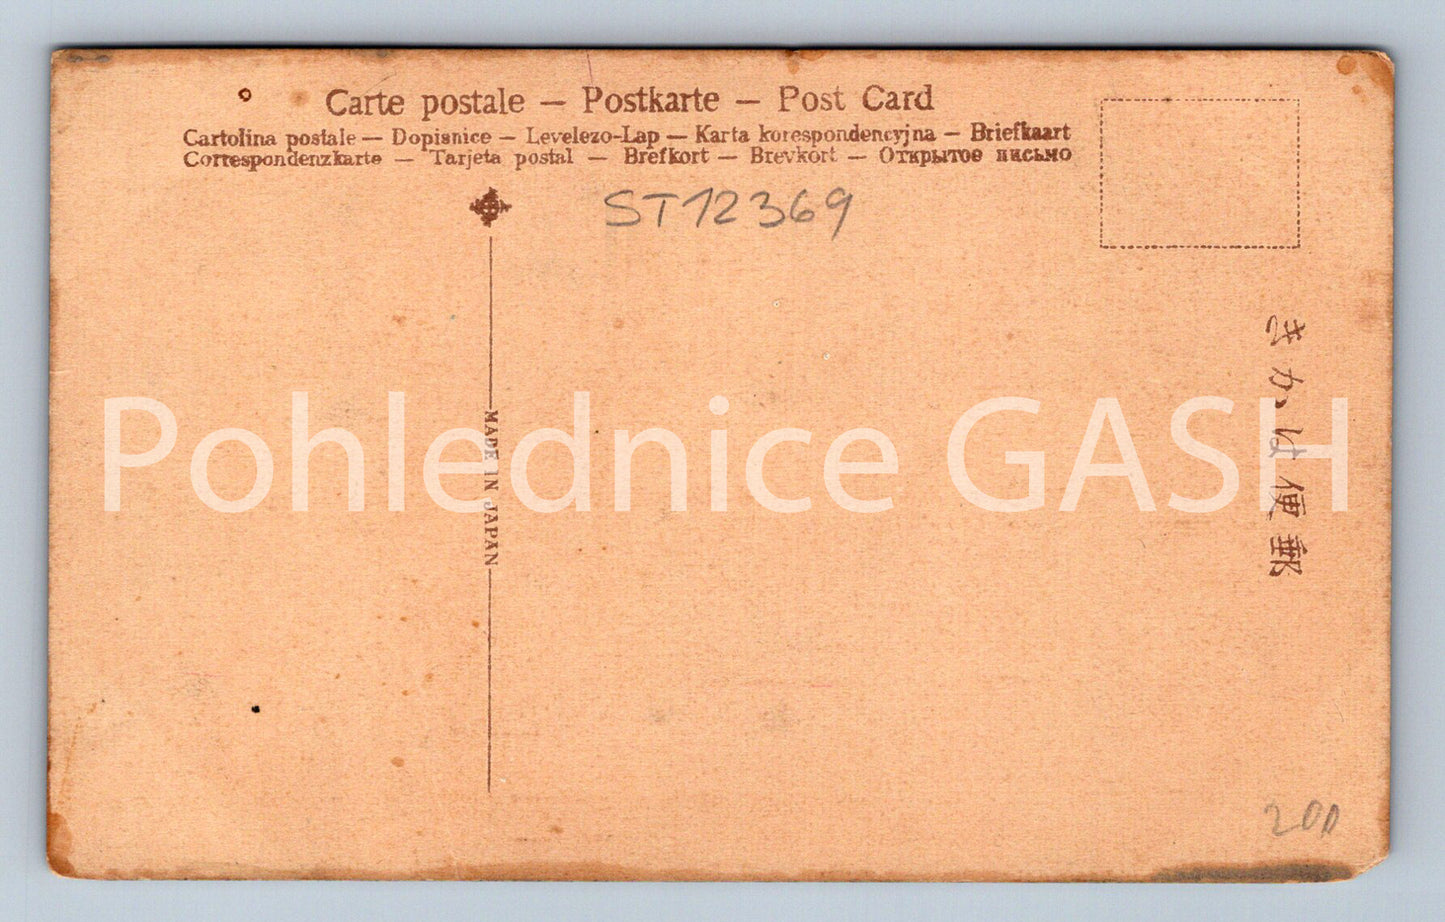 Carte postale — Postkarte — Post Card
Cartolina postale — Dopisnice — Levelezo-Lap — Karta korespondencyjna — Briefkaart
Correspondenzkarte — Tarjeta postal — Brefkort — Brevkort — Открытое письмо
ST12369
MADE IN JAPAN
きかは便郵
Pohlednice GASH
200